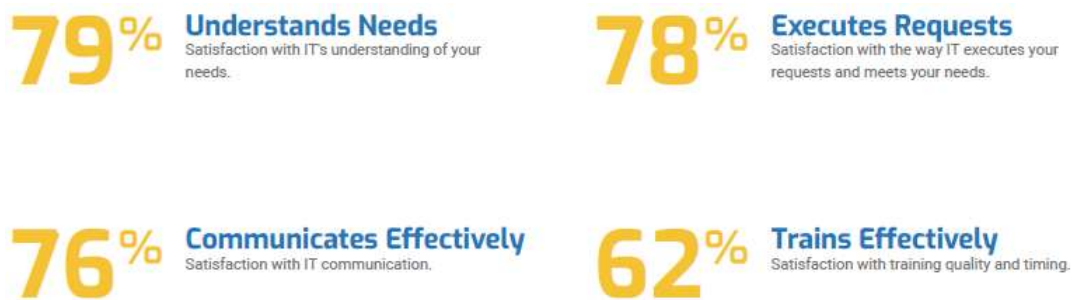 79% Understands Needs
Satisfaction with IT's understanding of your
needs.
78% Executes Requests
Satisfaction with the way IT executes your
requests and meets your needs.
76% Communicates Effectively
Satisfaction with IT communication.
62% Trains Effectively
Satisfaction with training quality and timing.